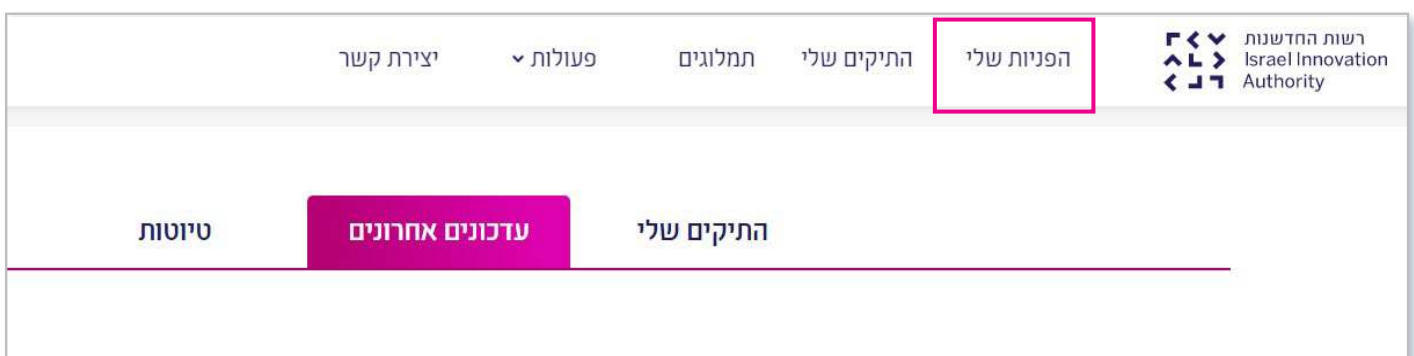 רשות החדשנות
Israel Innovation
Authority
הפניות שלי
התיקים שלי
תמלוגים
פעולות
יצירת קשר
התיקים שלי
עדכונים אחרונים
טיוטות